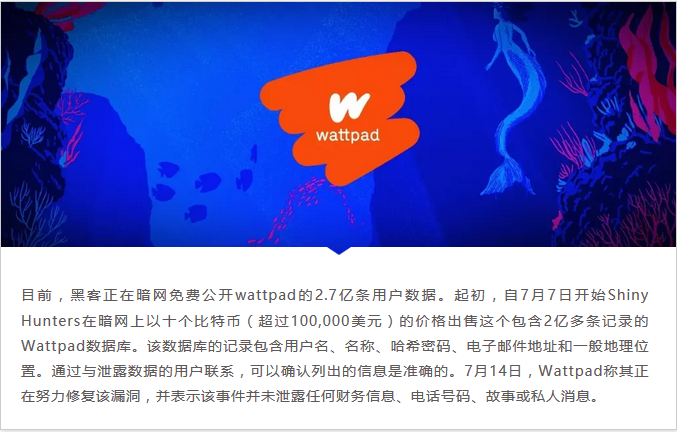 w
wattpad
目前，黑客正在暗网免费公开wattpad的2.7亿条用户数据。起初，自7月7日开始Shiny
Hunters在暗网上以十个比特币（超过100,000美元）的价格出售这个包含2亿多条记录的
Wattpad数据库。该数据库的记录包含用户名、名称、哈希密码、电子邮件地址和一般地理位
置。通过与泄露数据的用户联系，可以确认列出的信息是准确的。7月14日，Wattpad称其正
在努力修复该漏洞，并表示该事件并未泄露任何财务信息、电话号码、故事或私人消息。